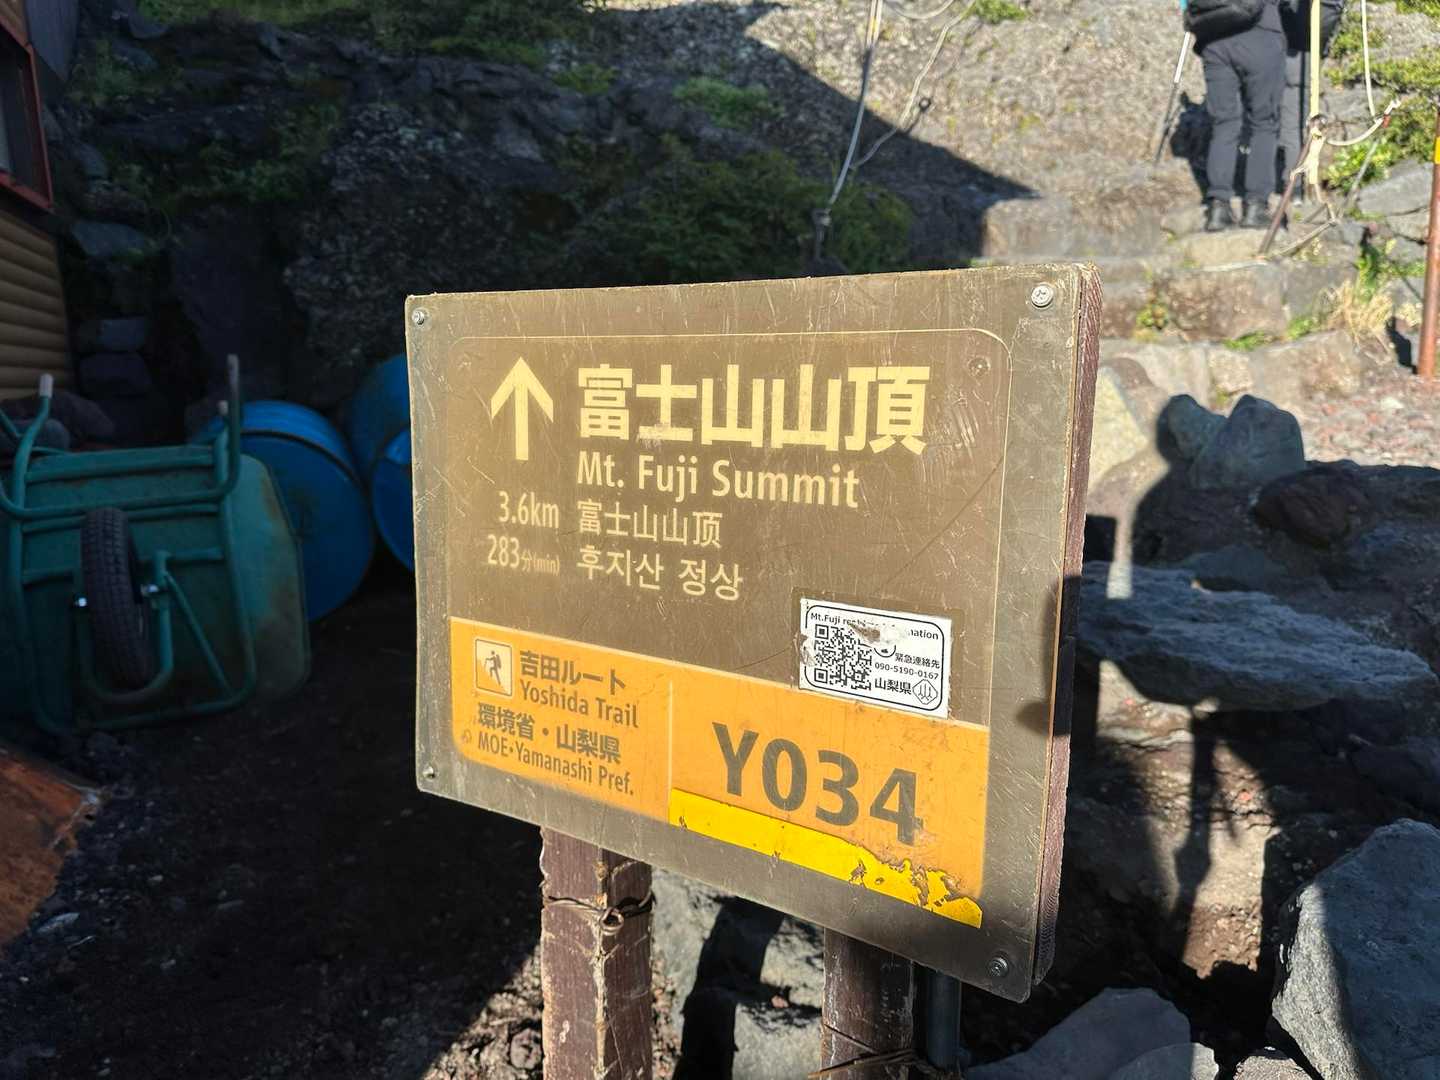 富士山山頂
Mt. Fuji Summit
3.6km 富士山山顶
283分(min) 후지산 정상
Mt.Fuji
緊急連絡先
090-5190-0167
山梨県
吉田ルート
Yoshida Trail
環境省・山梨県
MOE・Yamanashi Pref.
Y034